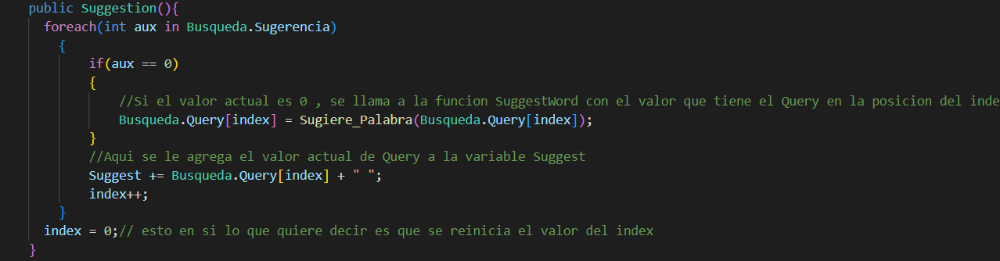 public Suggestion(){
foreach(int aux in Busqueda.Sugerencia)
{
if(aux == 0)
{
//Si el valor actual es 0 , se llama a la funcion SuggestWord con el valor que tiene el Query en la posicion del inde
Busqueda.Query[index] = Sugiere_Palabra(Busqueda.Query[index]);
}
//Aqui se le agrega el valor actual de Query a la variable Suggest
Suggest += Busqueda.Query[index] + " ";
index++;
}
index = 0;// esto en si lo que quiere decir es que se reinicia el valor del index
}